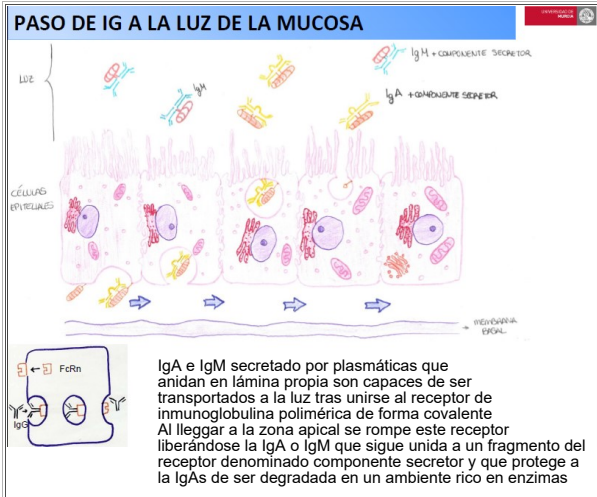 PASO DE IG A LA LUZ DE LA MUCOSA
UNIVERSIDAD DE
MURCIA
IgM + COMPONENTE SECRETOR
LUZ
IgM
IgA + COMPONENTE SECRETOR
CÉLULAS
EPITELIALES
MEMBRANA
BASAL
FcRn
IgG
IgA e IgM secretado por plasmáticas que
anidan en lámina propia son capaces de ser
transportados a la luz tras unirse al receptor de
inmunoglobulina polimérica de forma covalente
Al lleggar a la zona apical se rompe este receptor
liberándose la IgA o IgM que sigue unida a un fragmento del
receptor denominado componente secretor y que protege a
la IgAs de ser degradada en un ambiente rico en enzimas